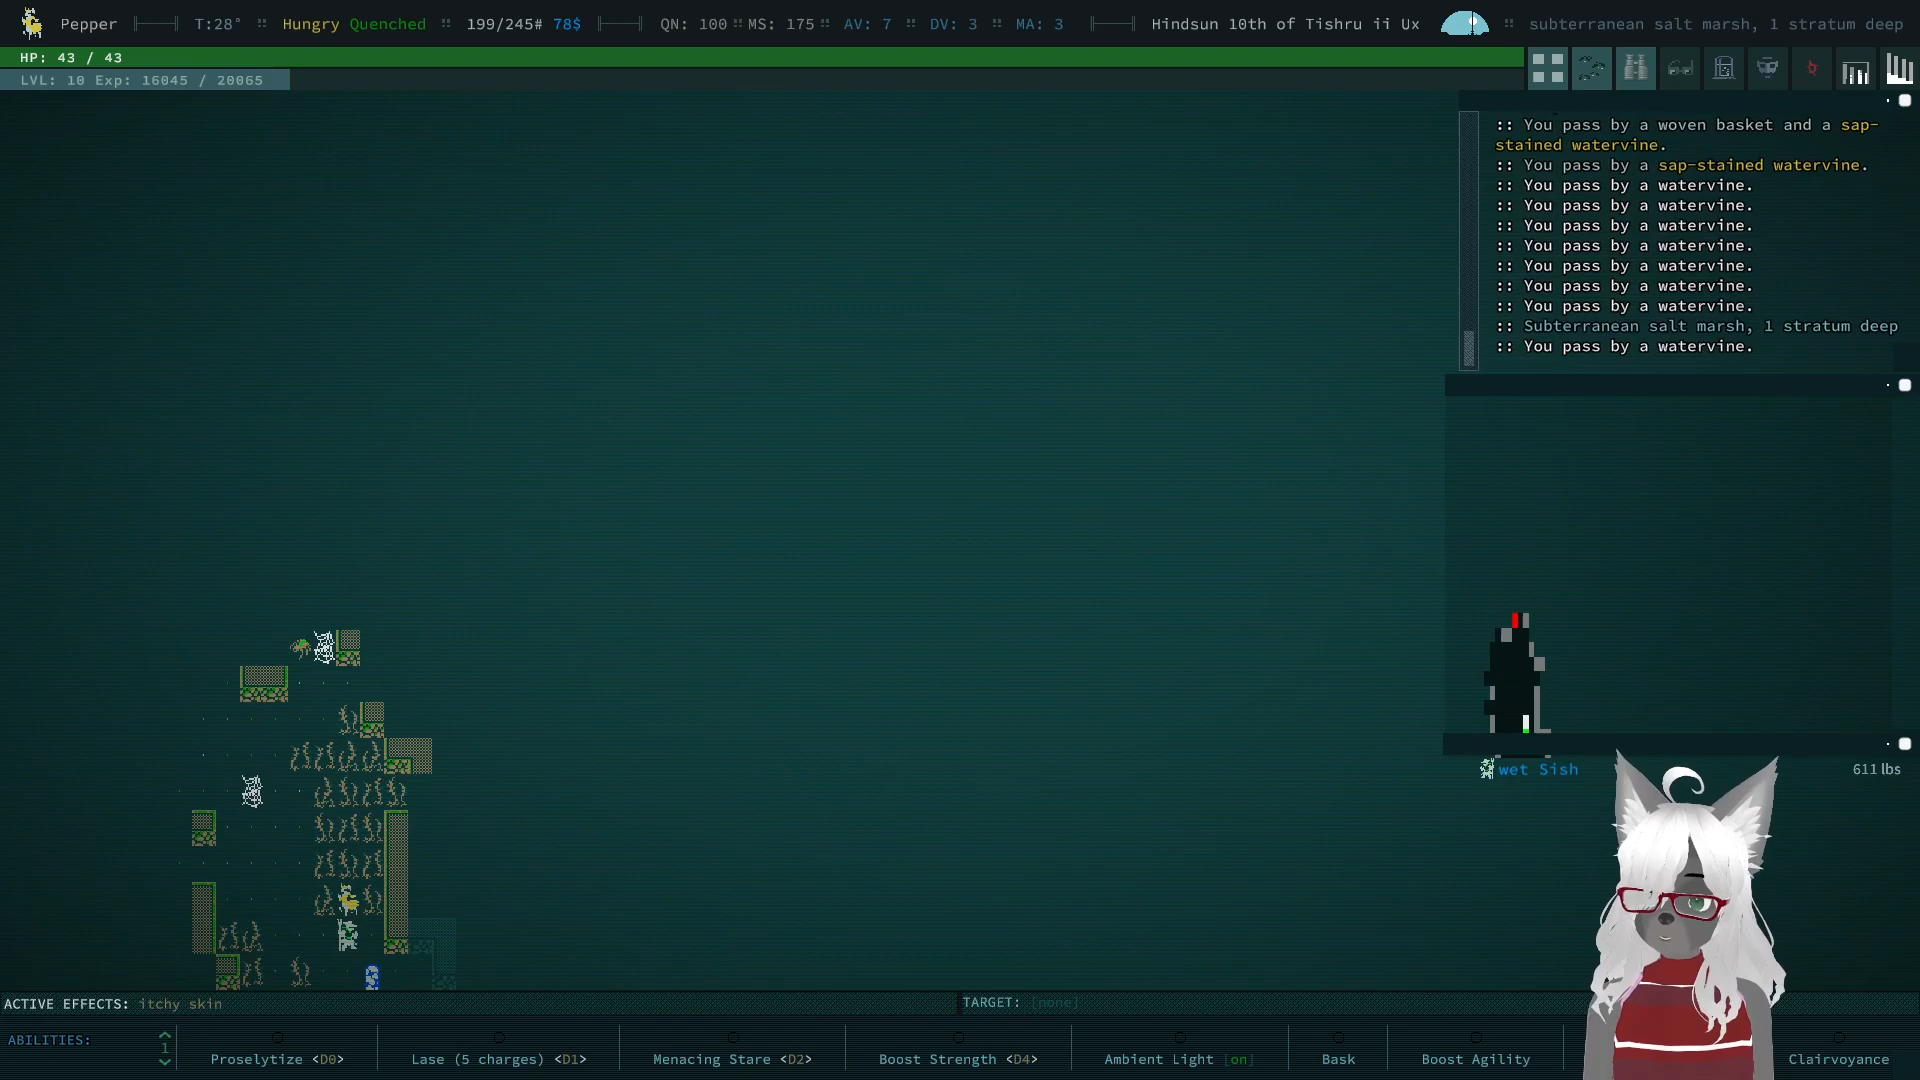 Pepper T:28° :: Hungry Quenched :: 199/245# 78$ QN: 100 :: MS: 175 :: AV: 7 :: DV: 3 :: MA: 3 Hindsun 10th of Tishru ii Ux :: subterranean salt marsh, 1 stratum deep
HP: 43 / 43
LVL: 10 Exp: 16045 / 20065
:: You pass by a woven basket and a sap-
stained watervine.
:: You pass by a sap-stained watervine.
:: You pass by a watervine.
:: You pass by a watervine.
:: You pass by a watervine.
:: You pass by a watervine.
:: You pass by a watervine.
:: You pass by a watervine.
:: You pass by a watervine.
:: Subterranean salt marsh, 1 stratum deep
:: You pass by a watervine.
wet Sish 611 lbs
ACTIVE EFFECTS: itchy skin TARGET: [none]
ABILITIES: 1 Proselytize <D0> Lase (5 charges) <D1> Menacing Stare <D2> Boost Strength <D4> Ambient Light [on] Bask Boost Agility Clairvoyance